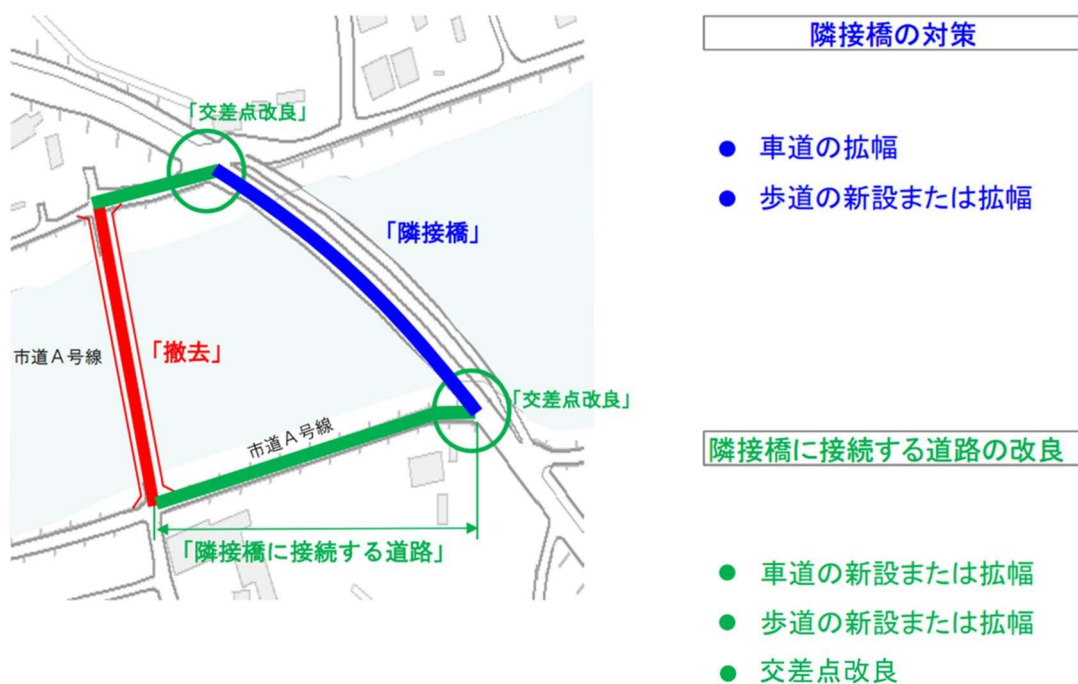 「交差点改良」
「隣接橋」
市道A号線
「撤去」
「交差点改良」
市道A号線
「隣接橋に接続する道路」
隣接橋の対策
● 車道の拡幅
● 歩道の新設または拡幅
隣接橋に接続する道路の改良
● 車道の新設または拡幅
● 歩道の新設または拡幅
● 交差点改良